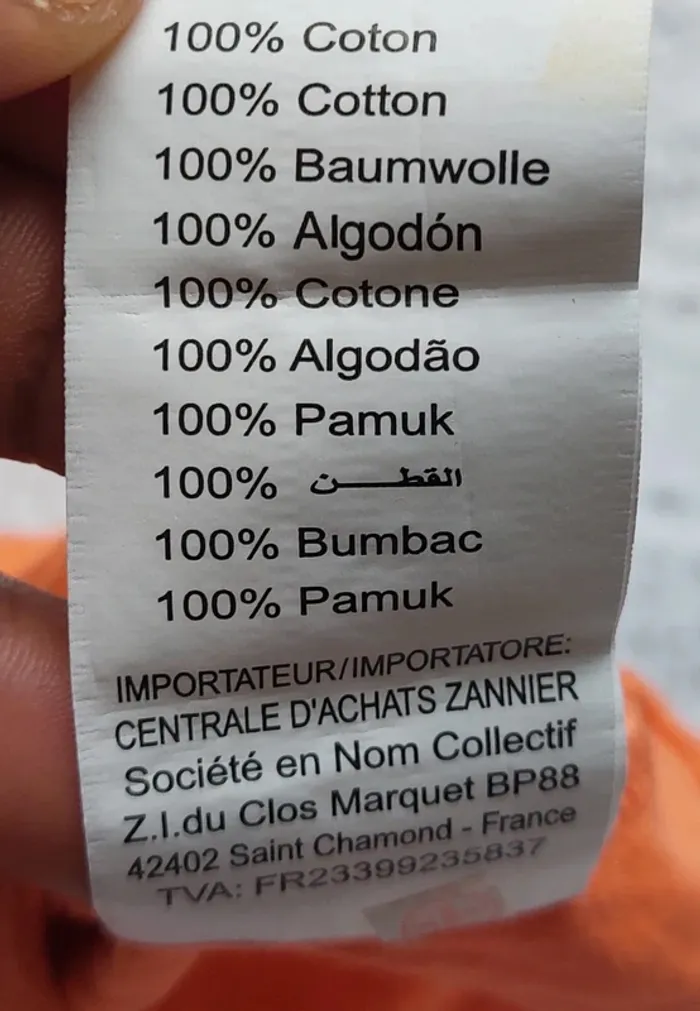 100% Coton
100% Cotton
100% Baumwolle
100% Algodón
100% Cotone
100% Algodão
100% Pamuk
100% القطن
100% Bumbac
100% Pamuk
IMPORTATEUR/IMPORTATORE:
CENTRALE D'ACHATS ZANNIER
Société en Nom Collectif
Z.I.du Clos Marquet BP88
42402 Saint Chamond - France
TVA: FR23399235837